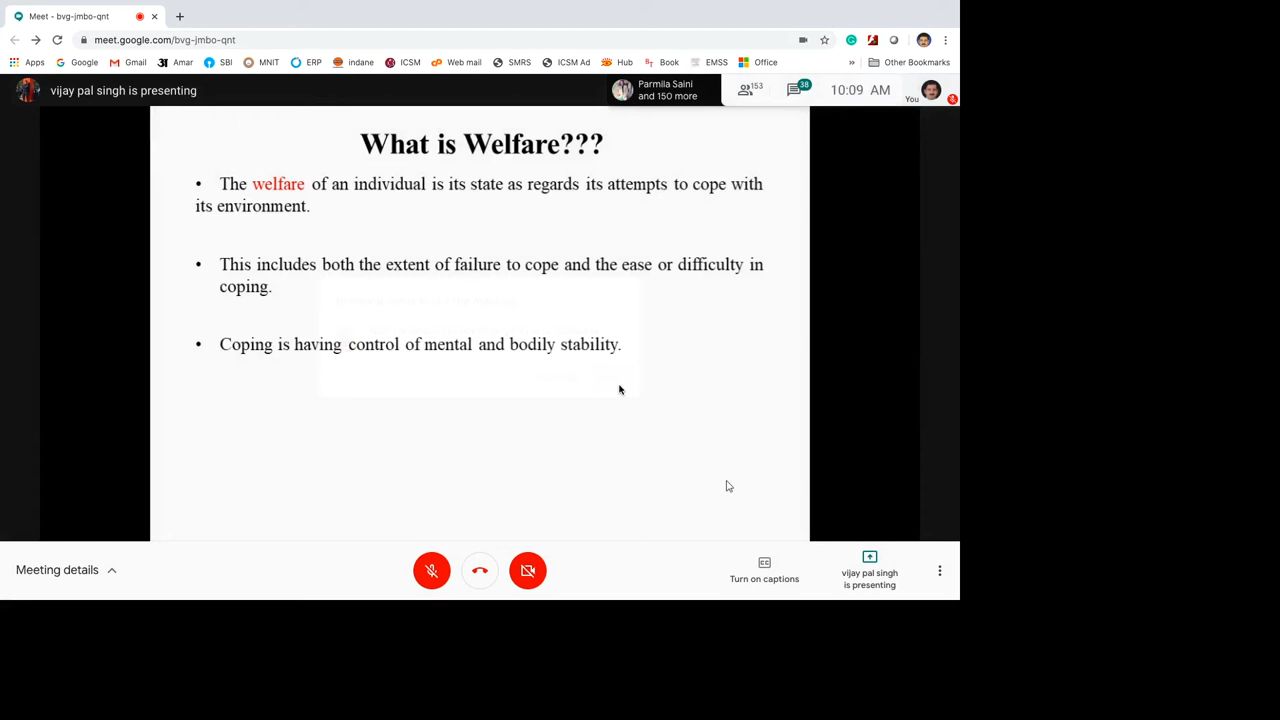 Meet - bvg-jmbo-qnt
meet.google.com/bvg-jmbo-qnt
Apps Google Gmail Amar SBI MNIT ERP indane ICSM Web mail SMRS ICSM Ad Hub Book EMSS Office » Other Bookmarks
vijay pal singh is presenting
Parmila Saini
and 150 more
153
38
10:09 AM
You
What is Welfare???
• The welfare of an individual is its state as regards its attempts to cope with
its environment.
• This includes both the extent of failure to cope and the ease or difficulty in
coping.
• Coping is having control of mental and bodily stability.
Meeting details
CC
Turn on captions
vijay pal singh
is presenting